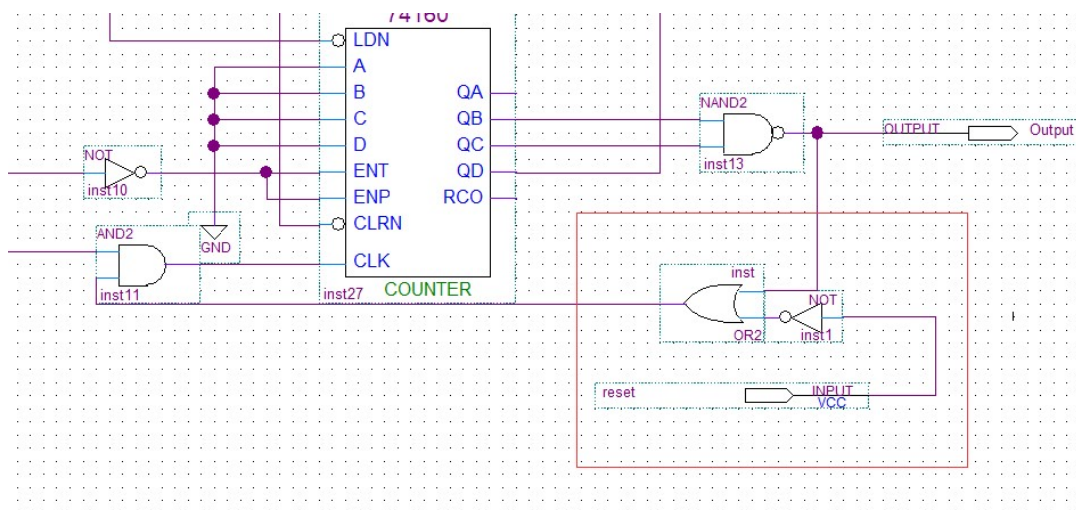 74160
LDN
A
B
C
D
ENT
ENP
CLRN
CLK
QA
QB
QC
QD
RCO
inst27
COUNTER
NOT
inst10
GND
AND2
inst11
NAND2
inst13
OUTPUT
Output
inst
OR2
NOT
inst1
reset
INPUT
VCC